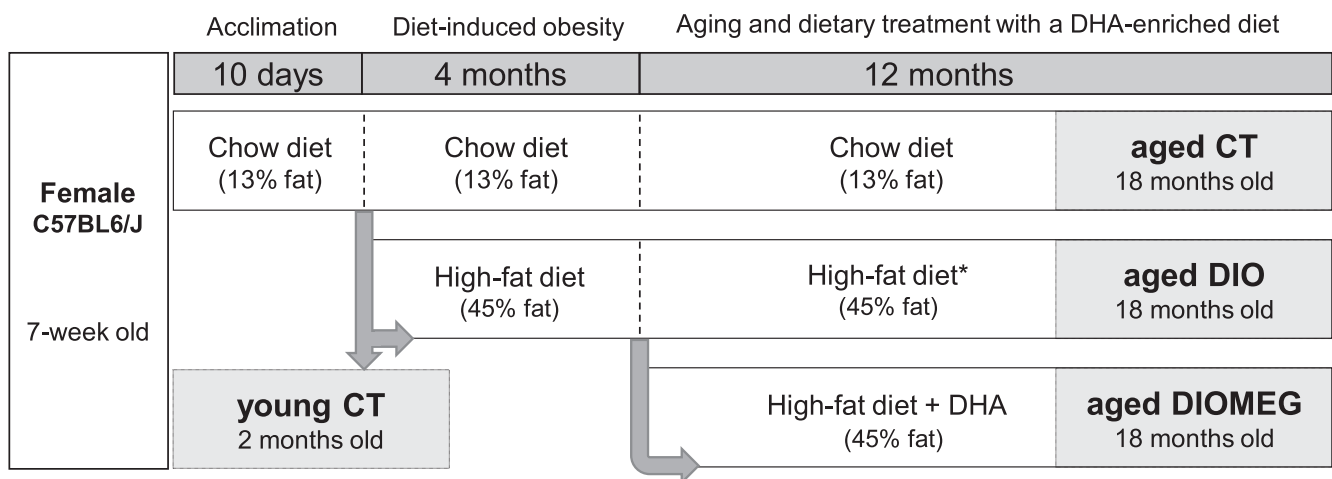 Acclimation
Diet-induced obesity
Aging and dietary treatment with a DHA-enriched diet
10 days
4 months
12 months
Female
C57BL6/J
7-week old
Chow diet
(13% fat)
Chow diet
(13% fat)
Chow diet
(13% fat)
aged CT
18 months old
High-fat diet
(45% fat)
High-fat diet*
(45% fat)
aged DIO
18 months old
young CT
2 months old
High-fat diet + DHA
(45% fat)
aged DIOMEG
18 months old